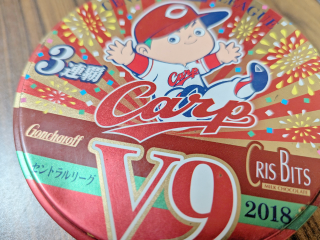 LEAGUE
3連覇
Carp
Carp
Goncharoff
CRIS BITS
MILK CHOCOLATE
セントラルリーグ
V9
2018